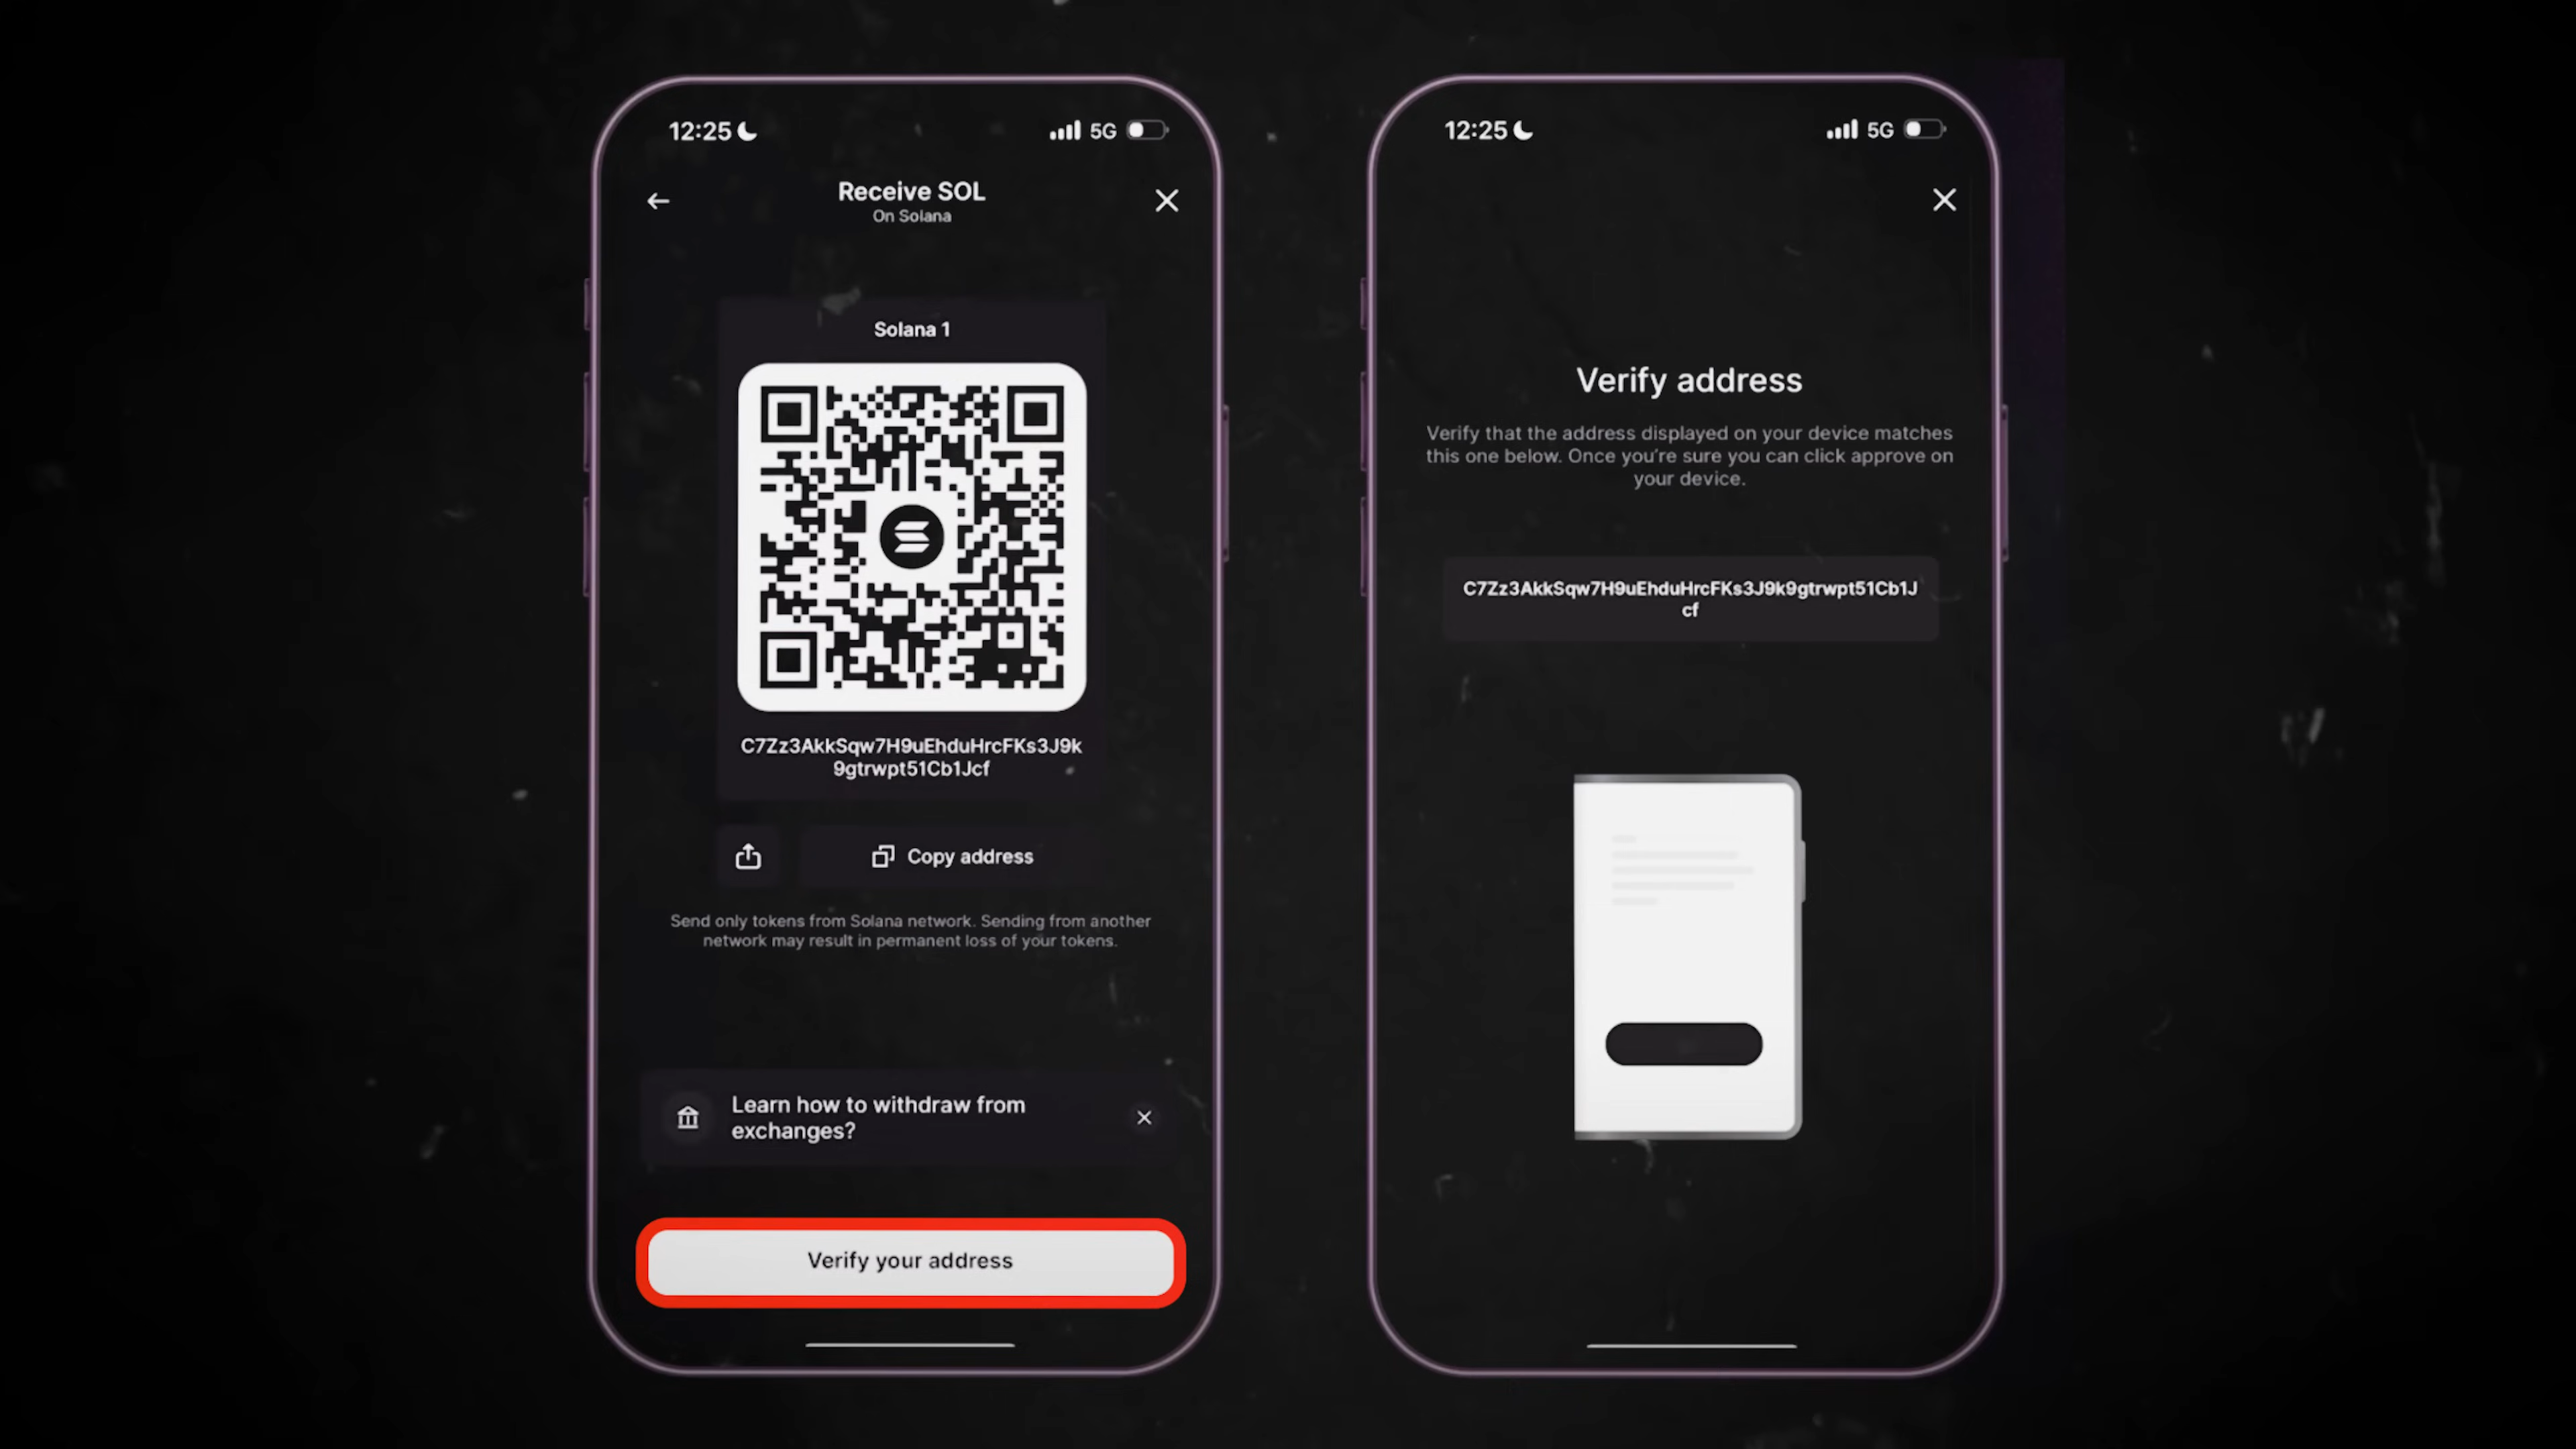 12:25
5G
Receive SOL
On Solana
Solana 1
C7Zz3AkkSqw7H9uEhduHrcFKs3J9k
9gtrwpt51Cb1Jcf
Copy address
Send only tokens from Solana network. Sending from another
network may result in permanent loss of your tokens.
Learn how to withdraw from
exchanges?
Verify your address
12:25
5G
Verify address
Verify that the address displayed on your device matches
this one below. Once you're sure you can click approve on
your device.
C7Zz3AkkSqw7H9uEhduHrcFKs3J9k9gtrwpt51Cb1J
cf